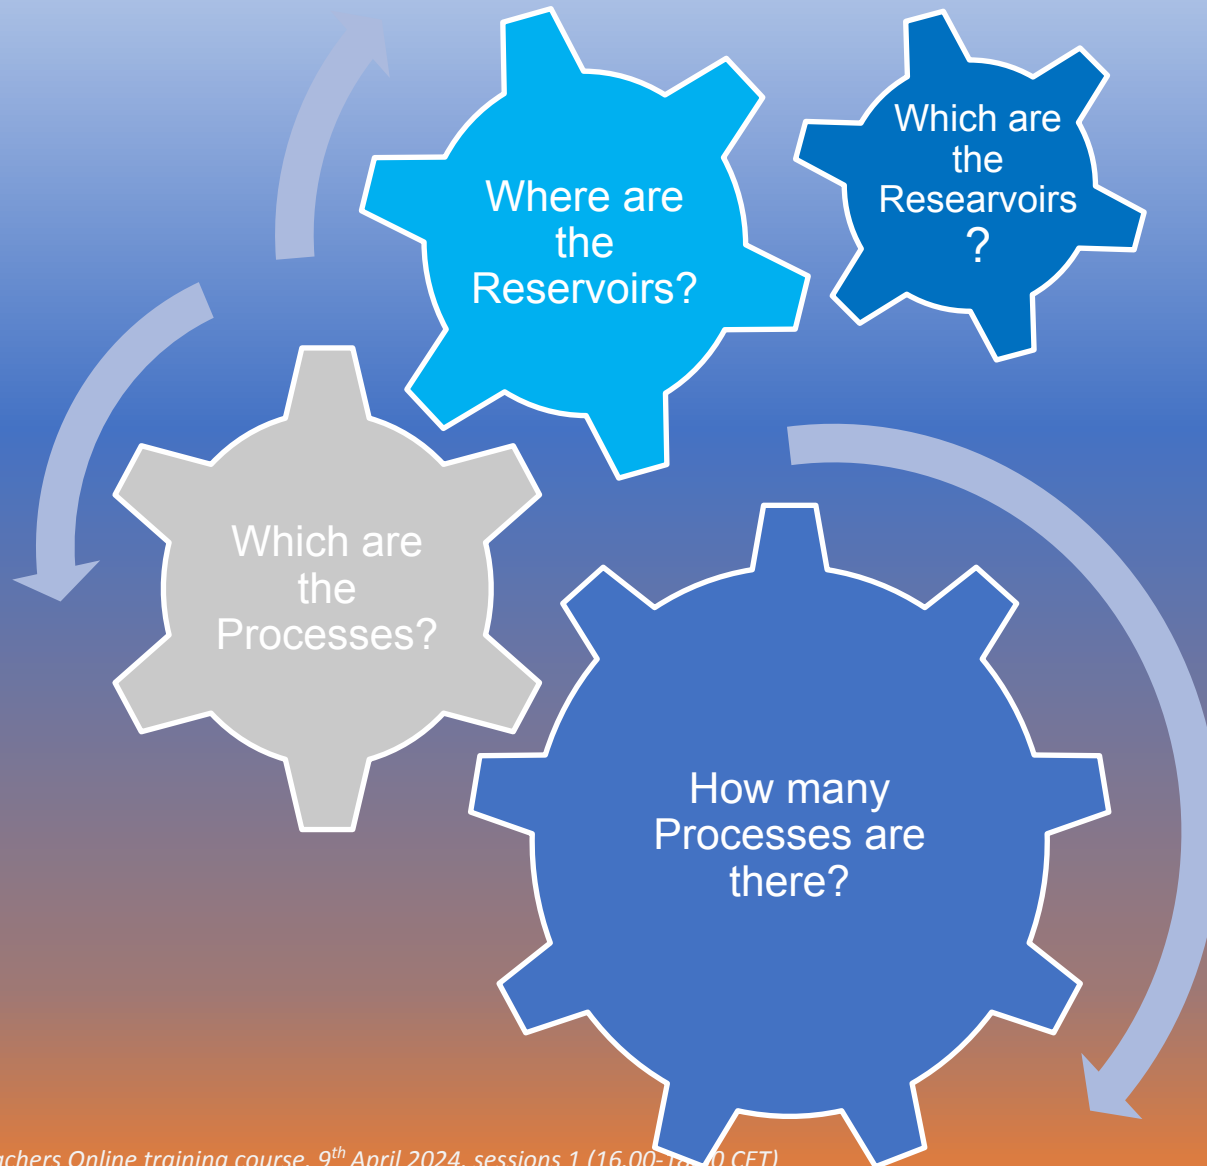 Where are
the
Reservoirs?
Which are
the
Researvoirs
?
Which are
the
Processes?
How many
Processes are
there?
achers Online training course, 9th April 2024, sessions 1 (16.00- 0 CET)